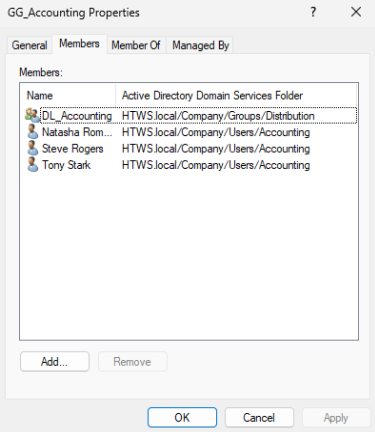 GG_Accounting Properties ? ×
General Members Member Of Managed By
Members:
Name Active Directory Domain Services Folder
DL_Accounting HTWS.local/Company/Groups/Distribution
Natasha Rom... HTWS.local/Company/Users/Accounting
Steve Rogers HTWS.local/Company/Users/Accounting
Tony Stark HTWS.local/Company/Users/Accounting
Add... Remove
OK Cancel Apply